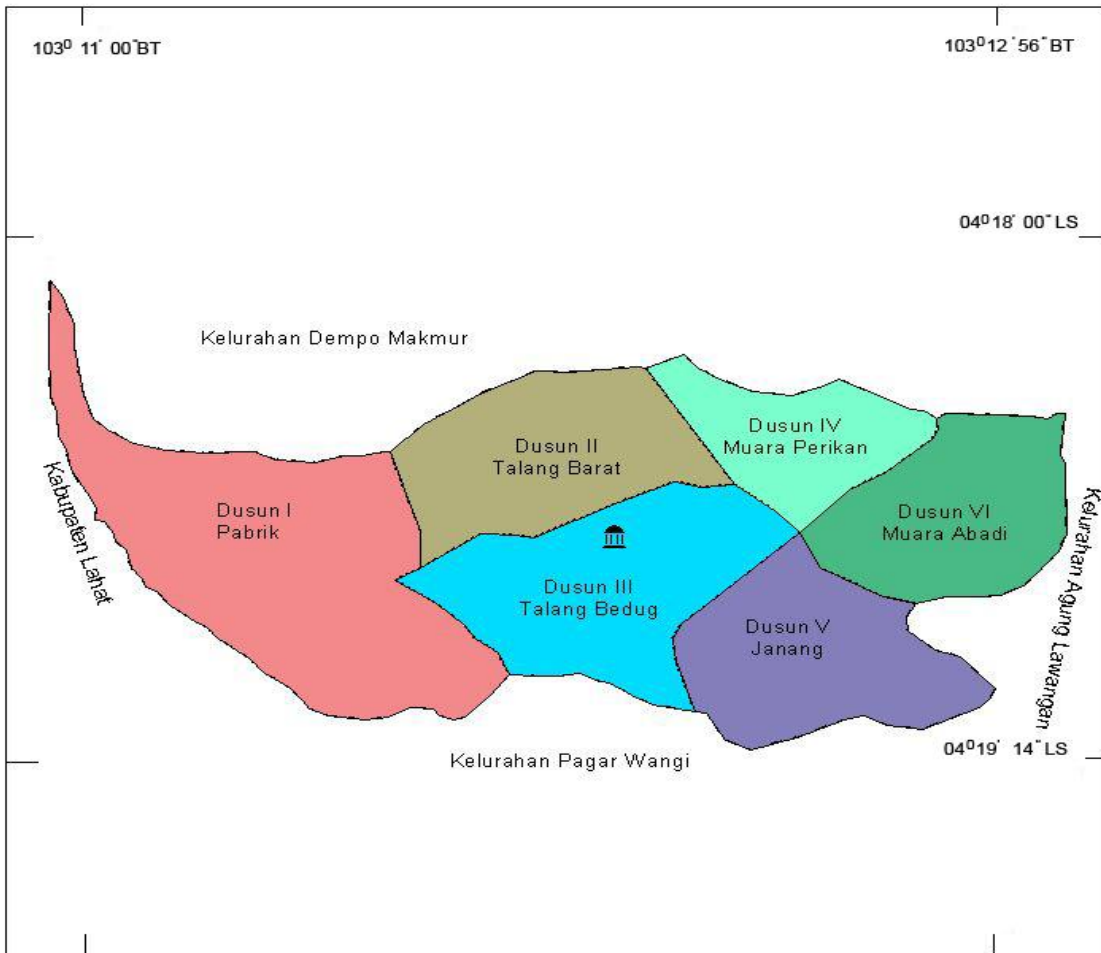 103⁰ 11' 00"BT
103⁰12'56"BT
04⁰18' 00"LS
Kelurahan Dempo Makmur
Dusun IV
Muara Perikan
Dusun II
Talang Barat
Dusun I
Pabrik
Kabupaten Lahat
Dusun VI
Muara Abadi
Kelurahan Agung Lawangan
Dusun III
Talang Bedug
Dusun V
Janang
04⁰19' 14"LS
Kelurahan Pagar Wangi